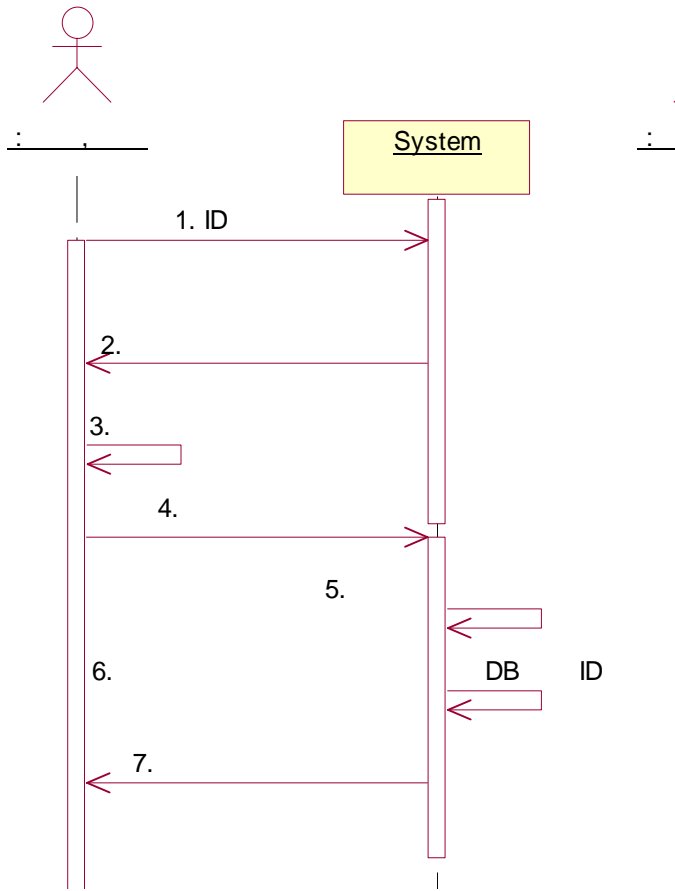 : ,
System
:
1. ID
2.
3.
4.
5.
6. DB ID
7.